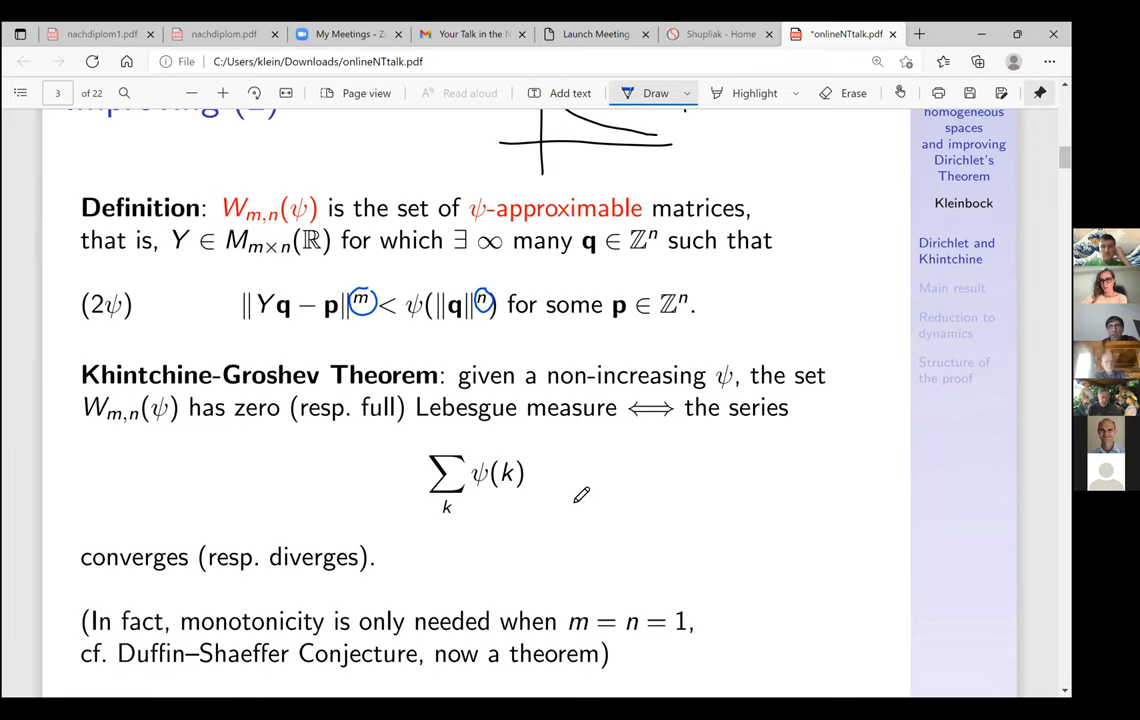 nachdiplom1.pdf
nachdiplom.pdf
My Meetings - Z
Your Talk in the N
Launch Meeting
Shupliak - Home
*onlineNTtalk.pdf
File
C:/Users/klein/Downloads/onlineNTtalk.pdf
3 of 22
Page view
Read aloud
Add text
Draw
Highlight
Erase
homogeneous
spaces
and improving
Dirichlet's
Theorem
Kleinbock
Dirichlet and
Khintchine
Main result
Reduction to
dynamics
Structure of
the proof
Definition: W_{m,n}(ψ) is the set of ψ-approximable matrices,
that is, Y ∈ M_{m×n}(ℝ) for which ∃ ∞ many q ∈ ℤ^n such that
(2ψ) ‖Yq − p‖^m < ψ(‖q‖^n) for some p ∈ ℤ^n.
Khintchine-Groshev Theorem: given a non-increasing ψ, the set
W_{m,n}(ψ) has zero (resp. full) Lebesgue measure ⟺ the series
∑_k ψ(k)
converges (resp. diverges).
(In fact, monotonicity is only needed when m = n = 1,
cf. Duffin–Shaeffer Conjecture, now a theorem)